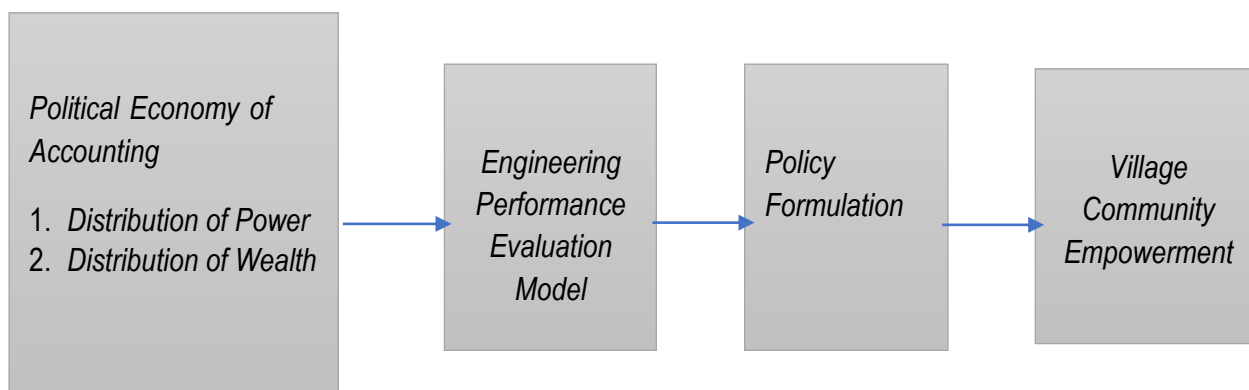 Political Economy of
Accounting
1. Distribution of Power
2. Distribution of Wealth
Engineering
Performance
Evaluation
Model
Policy
Formulation
Village
Community
Empowerment